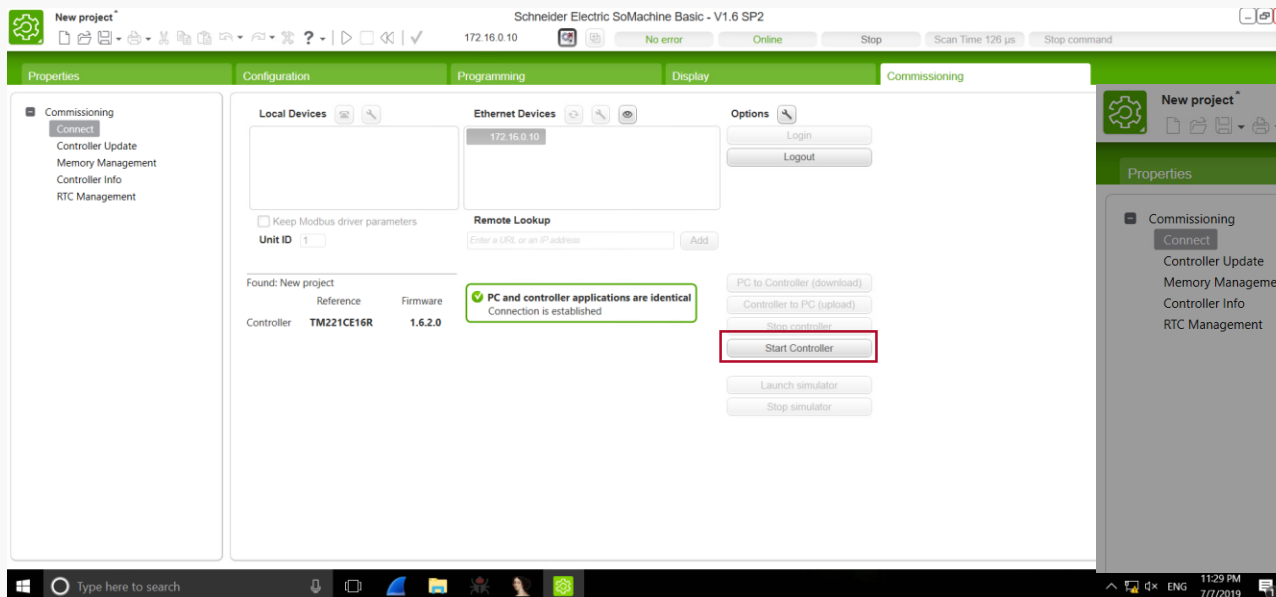 New project*
Schneider Electric SoMachine Basic - V1.6 SP2
172.16.0.10 No error Online Stop Scan Time 126 µs Stop command
Properties Configuration Programming Display Commissioning
Commissioning
Connect
Controller Update
Memory Management
Controller Info
RTC Management
Local Devices Ethernet Devices Options
172.16.0.10
Login
Logout
Keep Modbus driver parameters
Unit ID 1
Remote Lookup
Enter a URL or an IP address Add
Found: New project
Reference Firmware
Controller TM221CE16R 1.6.2.0
PC and controller applications are identical
Connection is established
PC to Controller (download)
Controller to PC (upload)
Stop controller
Start Controller
Launch simulator
Stop simulator
New project*
Properties
Commissioning
Connect
Controller Update
Memory Manageme
Controller Info
RTC Management
Type here to search
ENG
11:29 PM
7/7/2019